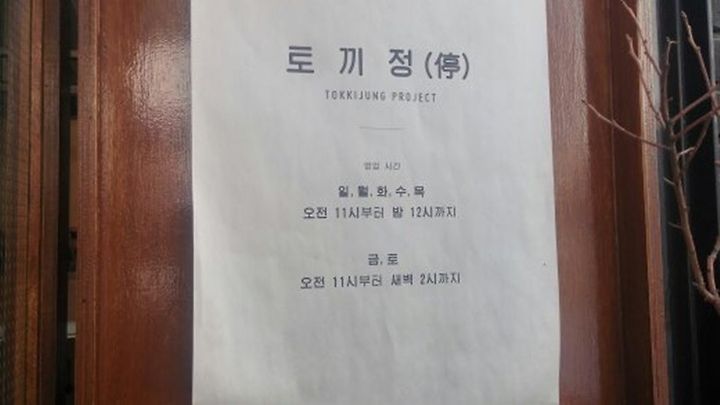 토끼정(停)
TOKKIJUNG PROJECT
영업 시간
일, 월, 화, 수, 목
오전 11시부터 밤 12시까지
금, 토
오전 11시부터 새벽 2시까지